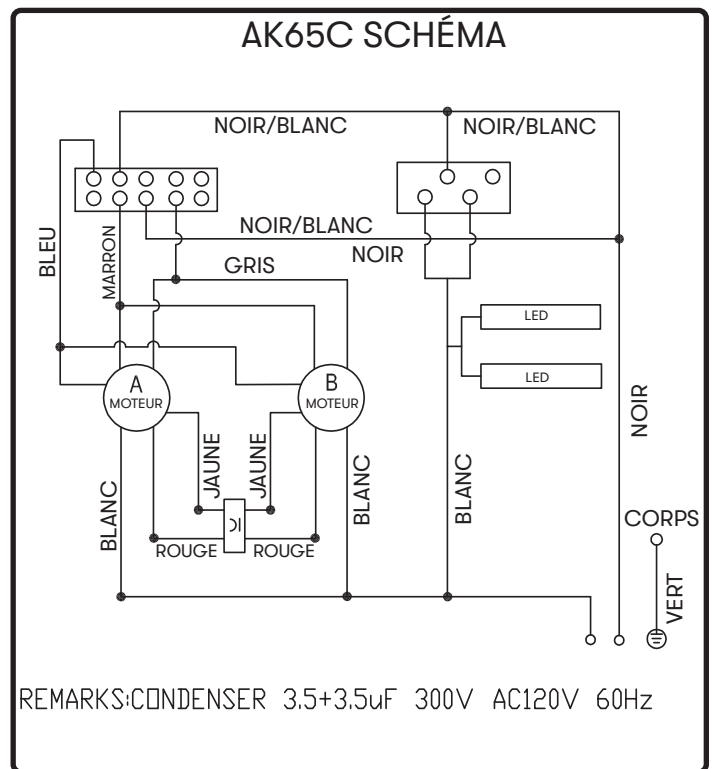 AK65C SCHÉMA
NOIR/BLANC
NOIR/BLANC
NOIR/BLANC
NOIR
BLEU
MARRON
GRIS
LED
LED
A
MOTEUR
B
MOTEUR
NOIR
JAUNE
JAUNE
BLANC
BLANC
BLANC
CORPS
ROUGE
ROUGE
VERT
REMARKS:CONDENSER 3.5+3.5uF 300V AC120V 60Hz